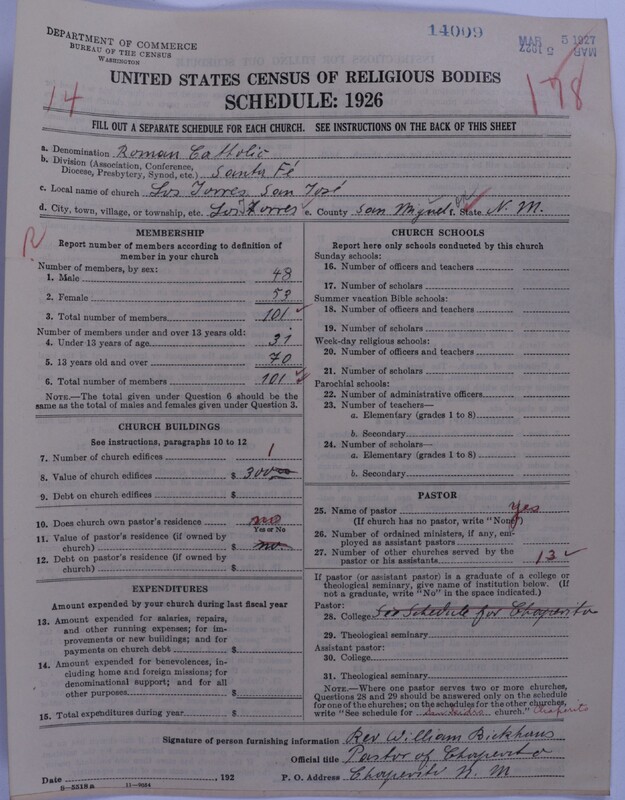 14009
MAR 5 1927
DEPARTMENT OF COMMERCE
BUREAU OF THE CENSUS
WASHINGTON
UNITED STATES CENSUS OF RELIGIOUS BODIES
SCHEDULE: 1926
14
178
FILL OUT A SEPARATE SCHEDULE FOR EACH CHURCH. SEE INSTRUCTIONS ON THE BACK OF THIS SHEET
a. Denomination Roman Catholic
b. Division (Association, Conference,
Diocese, Presbytery, Synod, etc.) Santa Fé
c. Local name of church Los Torres, San José
d. City, town, village, or township, etc. Los Torres e. County San Miguel f. State N. M.
R
MEMBERSHIP
Report number of members according to definition of
member in your church
Number of members, by sex:
1. Male 48
2. Female 53
3. Total number of members 101
Number of members under and over 13 years old:
4. Under 13 years of age 31
5. 13 years old and over 70
6. Total number of members 101
NOTE.—The total given under Question 6 should be the
same as the total of males and females given under Question 3.
CHURCH BUILDINGS
See instructions, paragraphs 10 to 12
7. Number of church edifices 1
8. Value of church edifices $ 300
9. Debt on church edifices $
10. Does church own pastor's residence no
Yes or No
11. Value of pastor's residence (if owned by
church) $ no.
12. Debt on pastor's residence (if owned by
church) $
EXPENDITURES
Amount expended by your church during last fiscal year
13. Amount expended for salaries, repairs,
and other running expenses; for im-
provements or new buildings; and for
payments on church debt $
14. Amount expended for benevolences, in-
cluding home and foreign missions; for
denominational support; and for all
other purposes $
15. Total expenditures during year $
CHURCH SCHOOLS
Report here only schools conducted by this church
Sunday schools:
16. Number of officers and teachers
17. Number of scholars
Summer vacation Bible schools:
18. Number of officers and teachers
19. Number of scholars
Week-day religious schools:
20. Number of officers and teachers
21. Number of scholars
Parochial schools:
22. Number of administrative officers
23. Number of teachers—
a. Elementary (grades 1 to 8)
b. Secondary
24. Number of scholars—
a. Elementary (grades 1 to 8)
b. Secondary
PASTOR
25. Name of pastor yes
(If church has no pastor, write "None")
26. Number of ordained ministers, if any, em-
ployed as assistant pastors
27. Number of other churches served by the
pastor or his assistants 13
If pastor (or assistant pastor) is a graduate of a college or
theological seminary, give name of institution below. (If
not a graduate, write "No" in the space indicated.)
Pastor:
28. College See Schedule for Chaperito
29. Theological seminary
Assistant pastor:
30. College
31. Theological seminary
NOTE.—Where one pastor serves two or more churches,
Questions 28 and 29 should be answered only on the schedule
for one of the churches; on the schedules for the other churches,
write "See schedule for church." Chaperito
Signature of person furnishing information Rev William Bickhaus
Official title Pastor of Chaperito
Date , 192 P. O. Address Chaperito N. M
8—5518a 11—8664